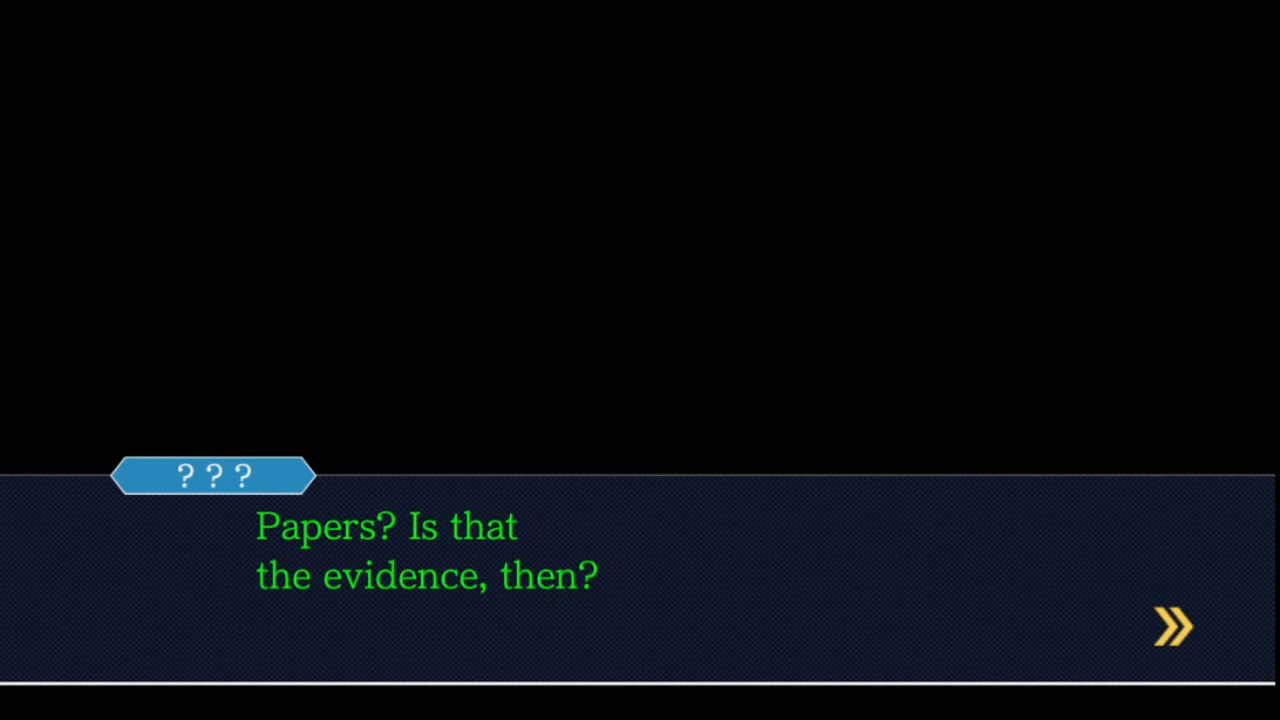 ? ? ?
Papers? Is that
the evidence, then?